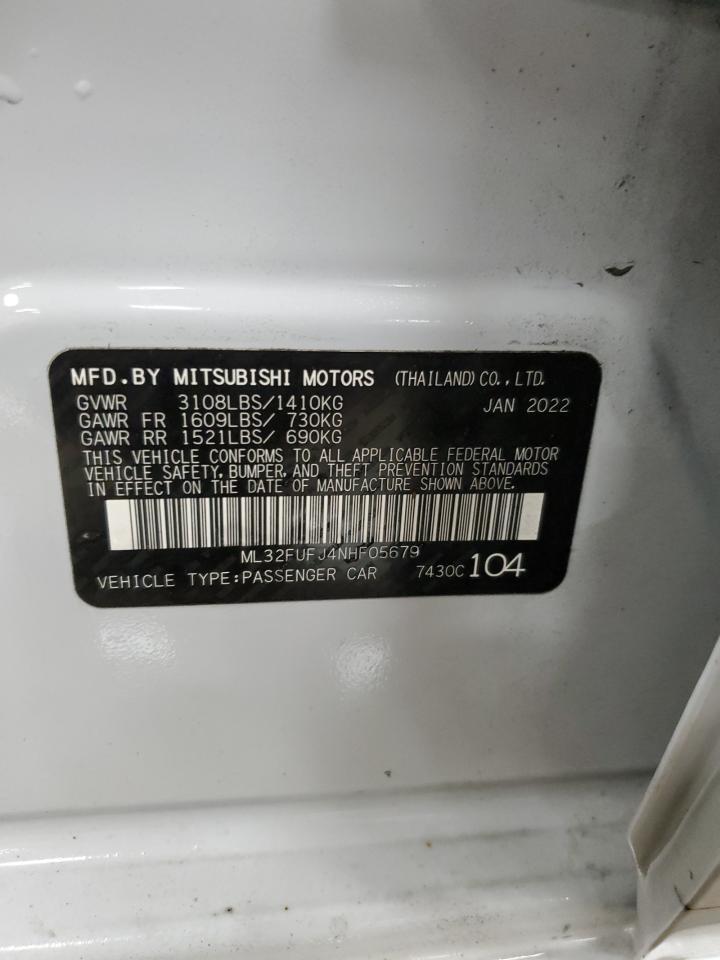 MFD.BY MITSUBISHI MOTORS (THAILAND) CO.,LTD.
GVWR 3108LBS/1410KG JAN 2022
GAWR FR 1609LBS/ 730KG
GAWR RR 1521LBS/ 690KG
THIS VEHICLE CONFORMS TO ALL APPLICABLE FEDERAL MOTOR
VEHICLE SAFETY, BUMPER, AND THEFT PREVENTION STANDARDS
IN EFFECT ON THE DATE OF MANUFACTURE SHOWN ABOVE.
ML32FUFJ4NHF05679
VEHICLE TYPE:PASSENGER CAR 7430C 104